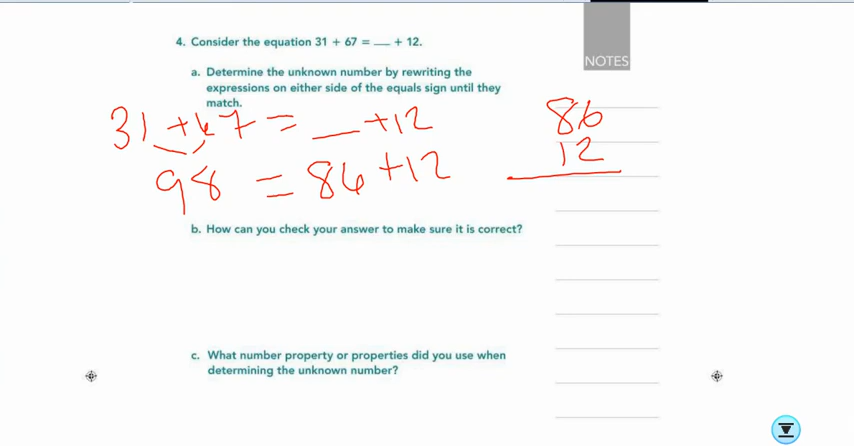 NOTES
4. Consider the equation 31 + 67 = __ + 12.
a. Determine the unknown number by rewriting the
expressions on either side of the equals sign until they
match.
31 + 67 = __ + 12
98 = 86 + 12
86
12
b. How can you check your answer to make sure it is correct?
c. What number property or properties did you use when
determining the unknown number?